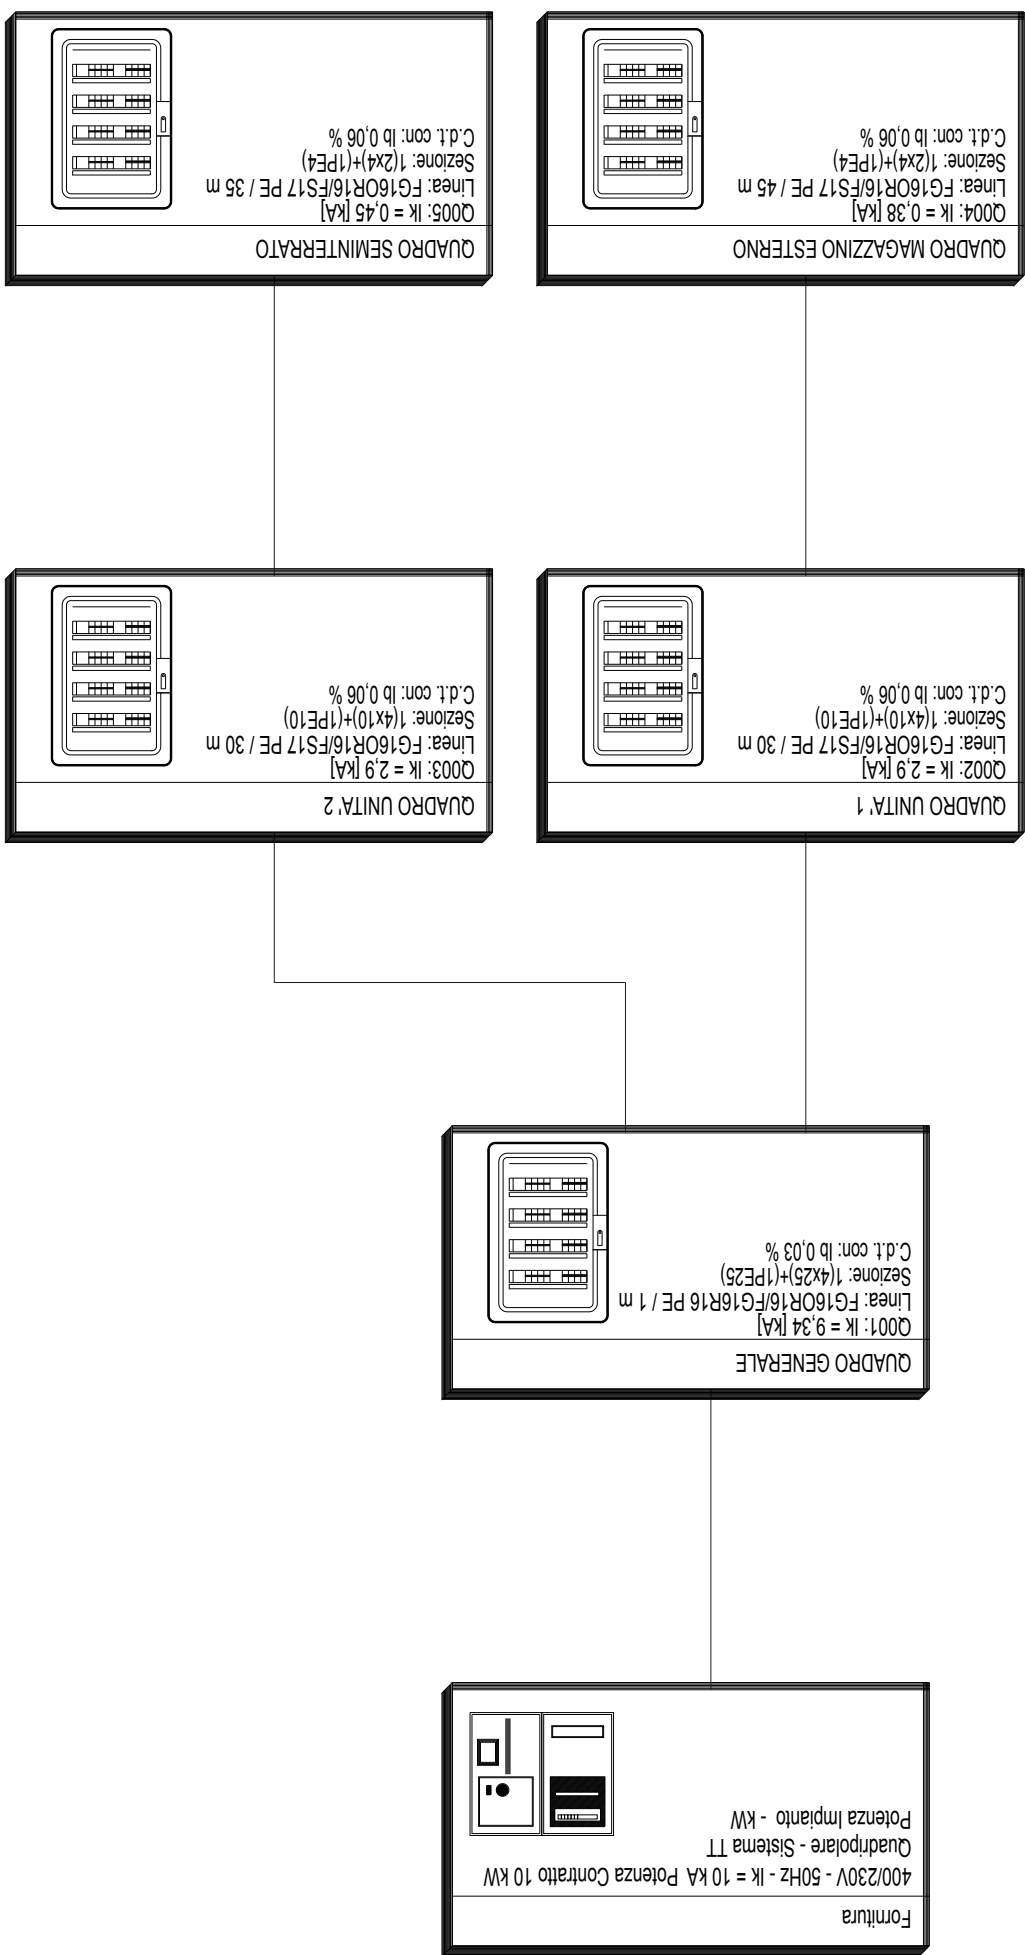 Fornitura
400/230V - 50Hz - Ik = 10 kA Potenza Contratto 10 kW
Quadripolare - Sistema TT
Potenza Impianto - kW
QUADRO GENERALE
Q001: Ik = 9,34 [kA]
Linea: FG16OR16/FG16R16 PE / 1 m
Sezione: 1(4x25)+(1PE25)
C.d.t. con: Ib 0,03 %
QUADRO UNITA' 1
Q002: Ik = 2,9 [kA]
Linea: FG16OR16/FS17 PE / 30 m
Sezione: 1(4x10)+(1PE10)
C.d.t. con: Ib 0,06 %
QUADRO UNITA' 2
Q003: Ik = 2,9 [kA]
Linea: FG16OR16/FS17 PE / 30 m
Sezione: 1(4x10)+(1PE10)
C.d.t. con: Ib 0,06 %
QUADRO MAGAZZINO ESTERNO
Q004: Ik = 0,38 [kA]
Linea: FG16OR16/FS17 PE / 45 m
Sezione: 1(2x4)+(1PE4)
C.d.t. con: Ib 0,06 %
QUADRO SEMINTERRATO
Q005: Ik = 0,45 [kA]
Linea: FG16OR16/FS17 PE / 35 m
Sezione: 1(2x4)+(1PE4)
C.d.t. con: Ib 0,06 %